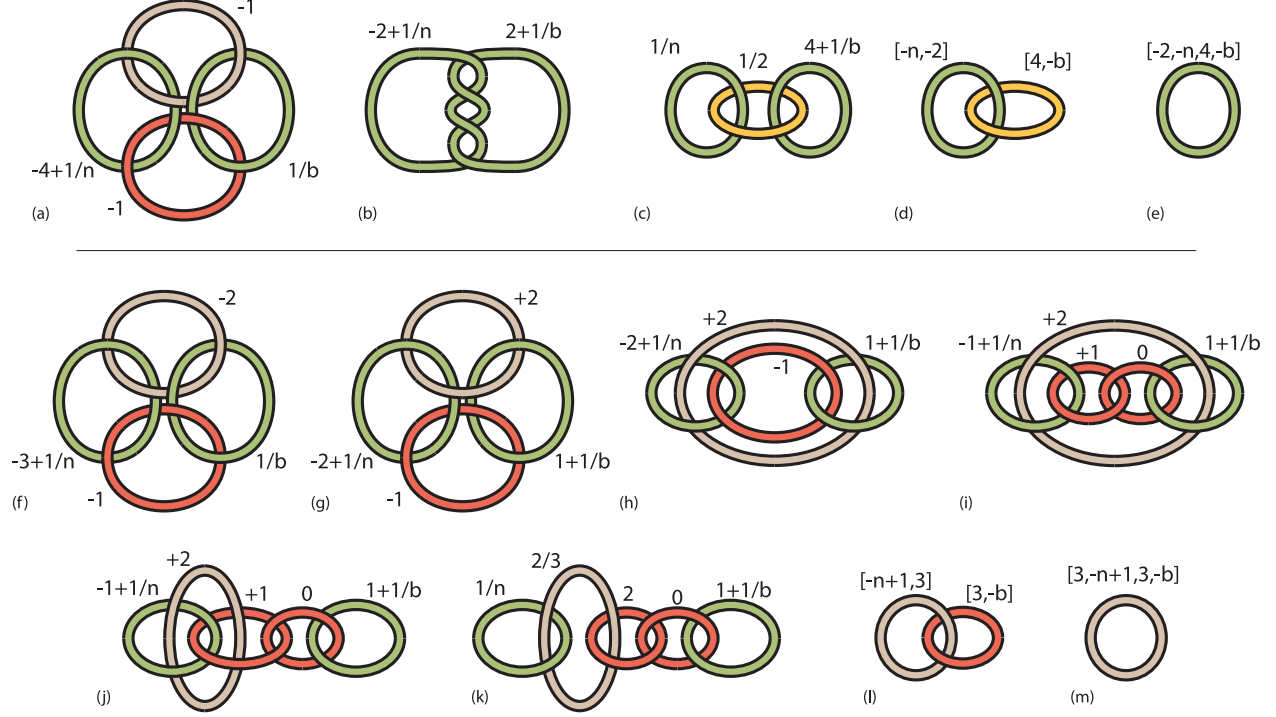 -1
-4+1/n
1/b
-1
(a)
-2+1/n
2+1/b
(b)
1/n
1/2
4+1/b
(c)
[-n,-2]
[4,-b]
(d)
[-2,-n,4,-b]
(e)
-2
-3+1/n
1/b
-1
(f)
+2
-2+1/n
1+1/b
-1
(g)
+2
-2+1/n
1+1/b
-1
(h)
+2
-1+1/n
1+1/b
+1
0
(i)
+2
-1+1/n
+1
0
1+1/b
(j)
2/3
1/n
2
0
1+1/b
(k)
[-n+1,3]
[3,-b]
(l)
[3,-n+1,3,-b]
(m)